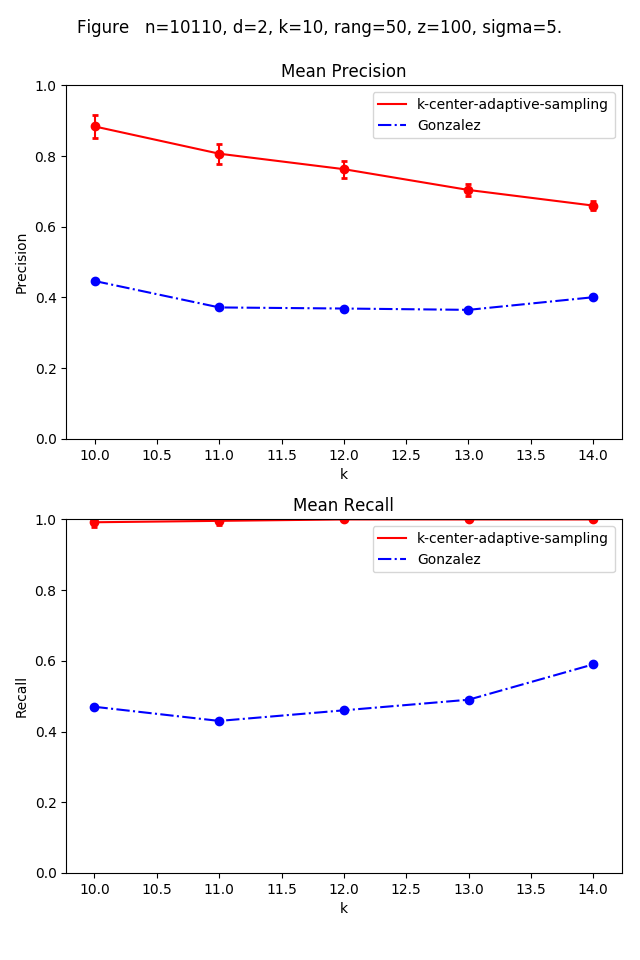 Figure   n=10110, d=2, k=10, rang=50, z=100, sigma=5.
Mean Precision
1.0
0.8
0.6
0.4
0.2
0.0
Precision
k-center-adaptive-sampling
Gonzalez
10.0 10.5 11.0 11.5 12.0 12.5 13.0 13.5 14.0
k
Mean Recall
1.0
0.8
0.6
0.4
0.2
0.0
Recall
k-center-adaptive-sampling
Gonzalez
10.0 10.5 11.0 11.5 12.0 12.5 13.0 13.5 14.0
k